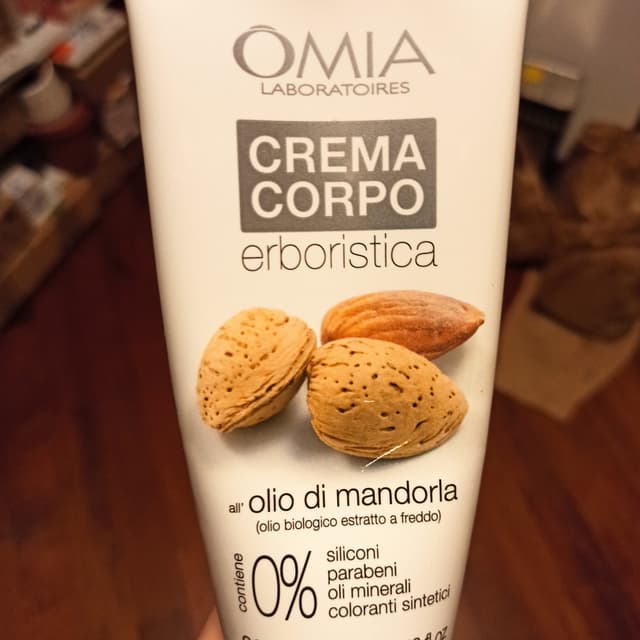 ÔMIA
LABORATOIRES
CREMA
CORPO
erboristica
all' olio di mandorla
(olio biologico estratto a freddo)
contiene
0%
siliconi
parabeni
oli minerali
coloranti sintetici